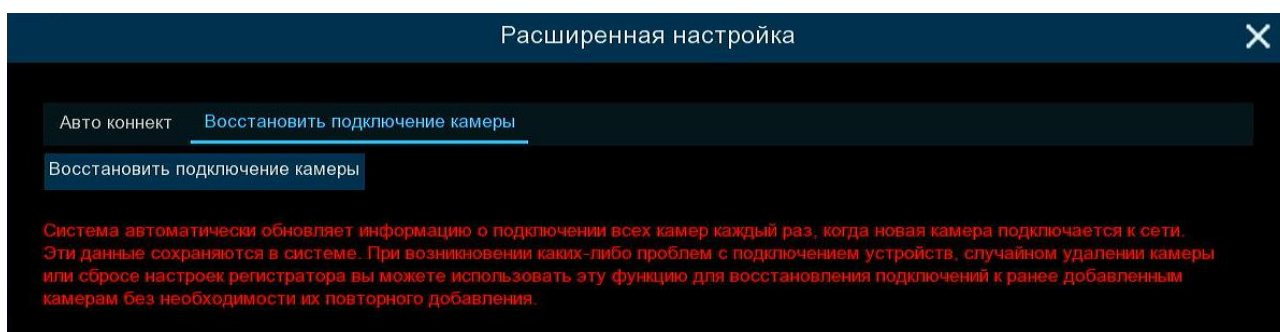 Расширенная настройка
Авто коннект Восстановить подключение камеры
Восстановить подключение камеры
Система автоматически обновляет информацию о подключении всех камер каждый раз, когда новая камера подключается к сети.
Эти данные сохраняются в системе. При возникновении каких-либо проблем с подключением устройств, случайном удалении камеры
или сбросе настроек регистратора вы можете использовать эту функцию для восстановления подключений к ранее добавленным
камерам без необходимости их повторного добавления.